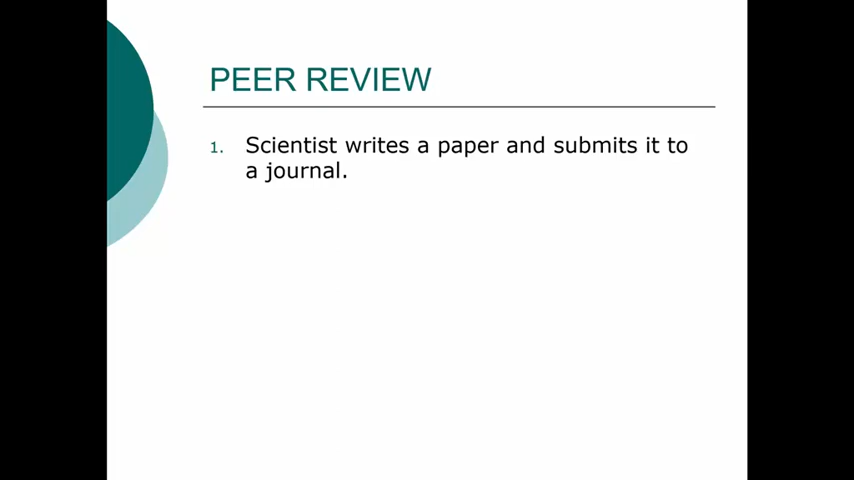 PEER REVIEW
1. Scientist writes a paper and submits it to
a journal.